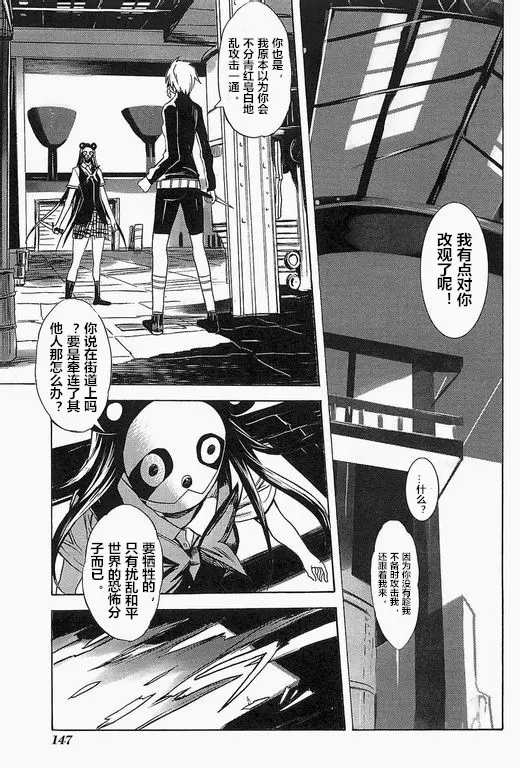 我有点对你
改观了呢！
…什么？
因为你没有趁我
不备时攻击我，
还跟着我来。
你也是，
我原本以为你会
不分青红皂白地
乱攻击一通。
你说在街道上吗
？要是牵连了其
他人那怎么办？
要牺牲的，
只有扰乱和平
世界的恐怖分
子而已。
147